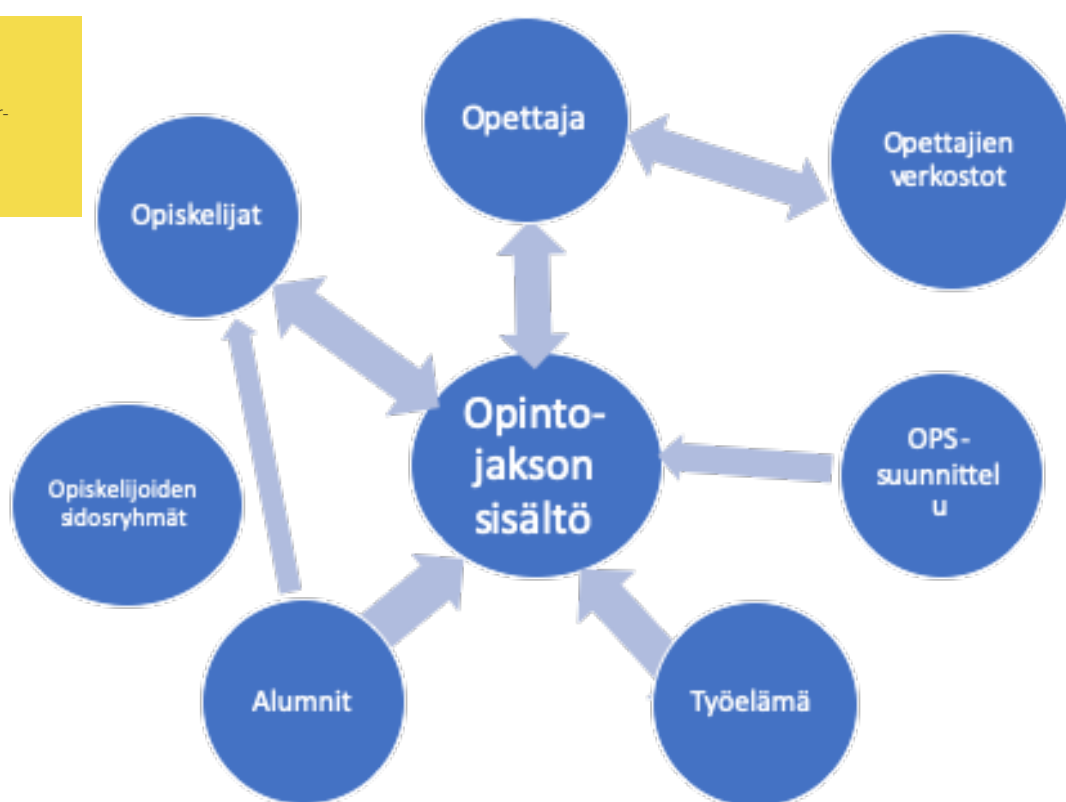 r-
Opettaja
Opettajien
verkostot
Opiskelijat
Opinto-
jakson
sisältö
OPS-
suunnittel
u
Opiskelijoiden
sidosryhmät
Alumnit
Työelämä